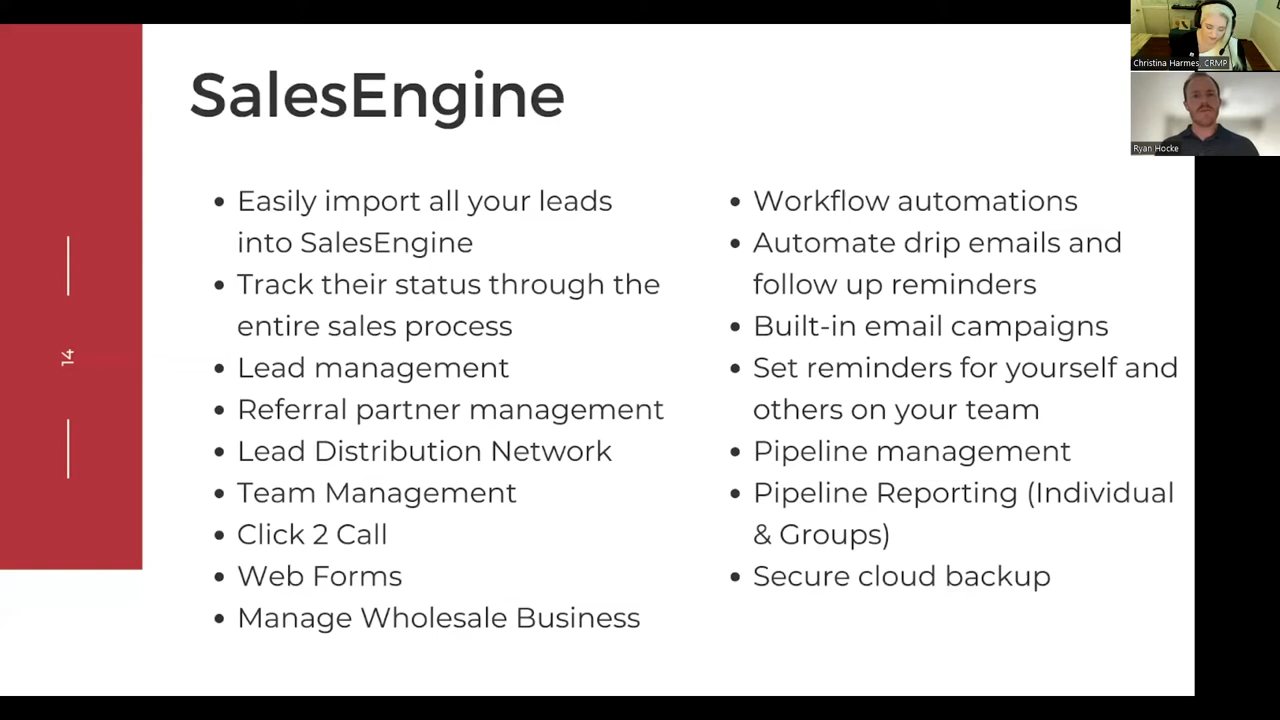 SalesEngine
• Easily import all your leads
into SalesEngine
• Track their status through the
entire sales process
• Lead management
• Referral partner management
• Lead Distribution Network
• Team Management
• Click 2 Call
• Web Forms
• Manage Wholesale Business
• Workflow automations
• Automate drip emails and
follow up reminders
• Built-in email campaigns
• Set reminders for yourself and
others on your team
• Pipeline management
• Pipeline Reporting (Individual
& Groups)
• Secure cloud backup
14
Christina Harmes, CRMP
Ryan Hocke